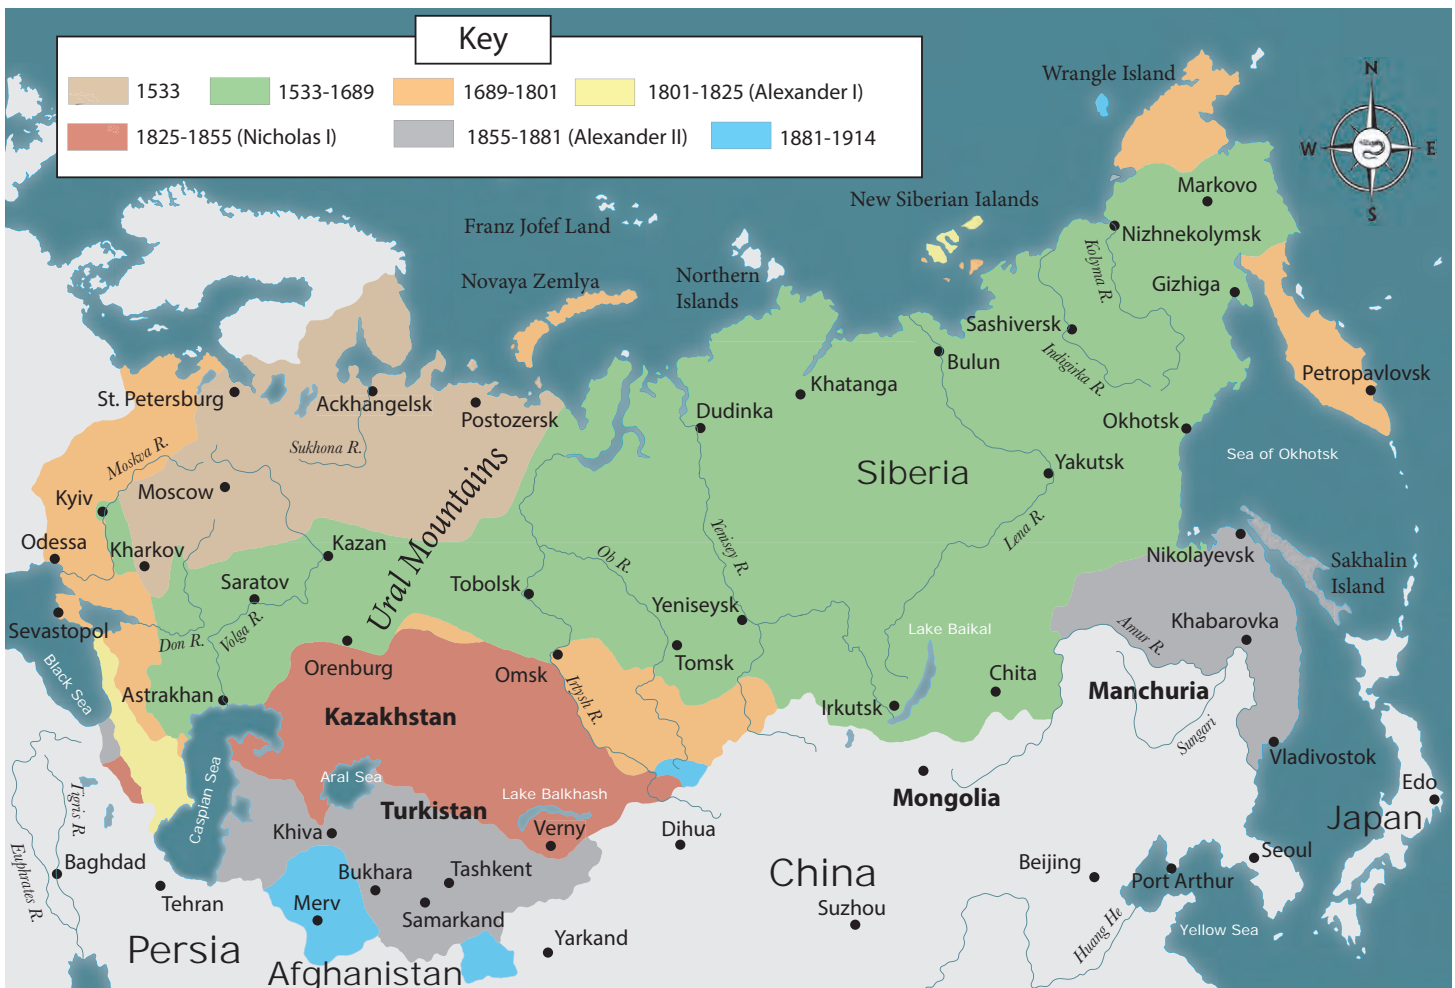 Key
1533
1533-1689
1689-1801
1801-1825 (Alexander I)
1825-1855 (Nicholas I)
1855-1881 (Alexander II)
1881-1914
N
W
E
S
Wrangle Island
Markovo
New Siberian Ialands
Franz Jofef Land
Nizhnekolymsk
Kolyma R.
Novaya Zemlya
Northern
Islands
Gizhiga
Sashiversk
Indigirka R.
Bulun
Petropavlovsk
St. Petersburg
Ackhangelsk
Postozersk
Khatanga
Dudinka
Okhotsk
Sukhona R.
Moskva R.
Sea of Okhotsk
Siberia
Yakutsk
Kyiv
Moscow
Ural Mountains
Yenisey R.
Lena R.
Odessa
Kharkov
Kazan
Ob R.
Nikolayevsk
Sakhalin
Island
Saratov
Tobolsk
Yeniseysk
Sevastopol
Don R.
Volga R.
Lake Baikal
Amur R.
Khabarovka
Black Sea
Orenburg
Omsk
Tomsk
Irtysh R.
Chita
Manchuria
Astrakhan
Kazakhstan
Irkutsk
Sungari
Vladivostok
Caspian Sea
Aral Sea
Lake Balkhash
Mongolia
Edo
Japan
Tigris R.
Turkistan
Khiva
Verny
Dihua
Euphrates R.
Baghdad
Bukhara
Tashkent
China
Beijing
Seoul
Port Arthur
Tehran
Merv
Samarkand
Suzhou
Huang He
Yellow Sea
Persia
Yarkand
Afghanistan